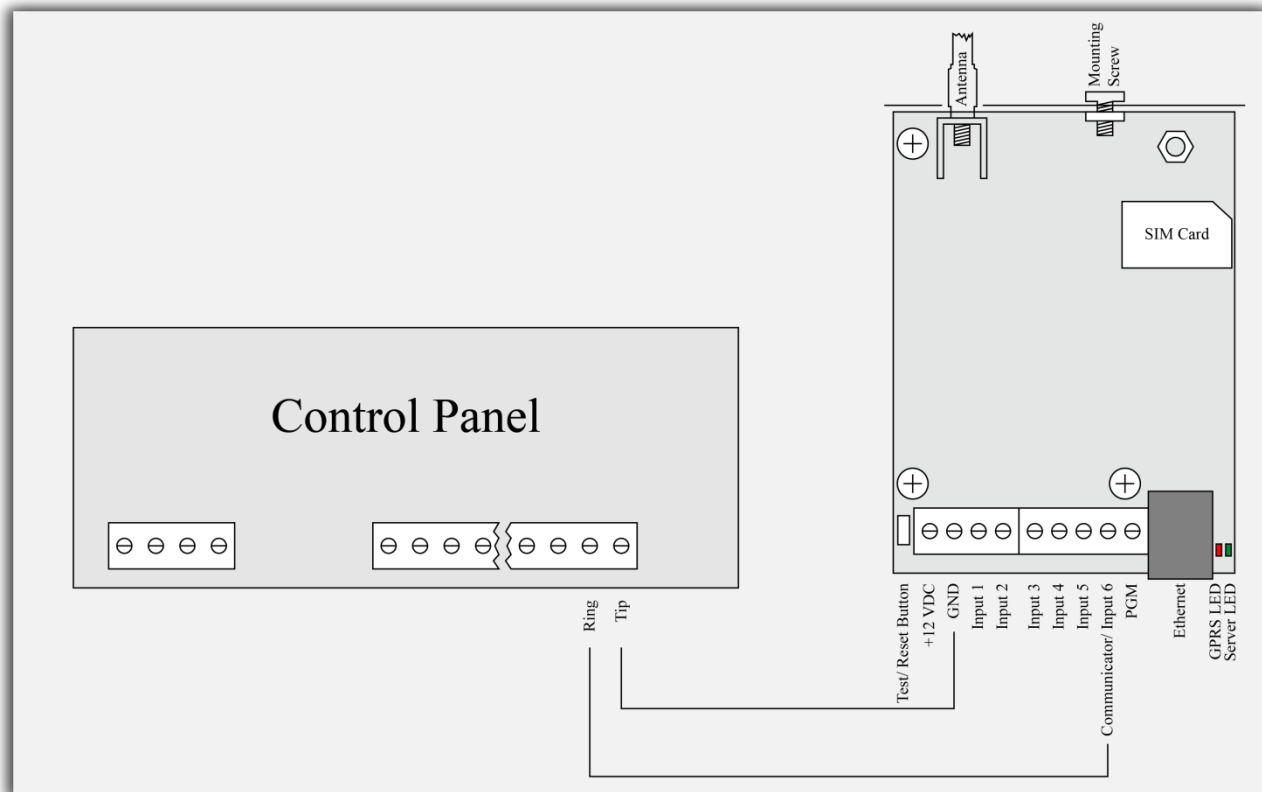 Antenna
Mounting
Screw
SIM Card
Control Panel
Ring
Tip
Test/ Reset Button
+12 VDC
GND
Input 1
Input 2
Input 3
Input 4
Input 5
Communicator/ Input 6
PGM
Ethernet
GPRS LED
Server LED